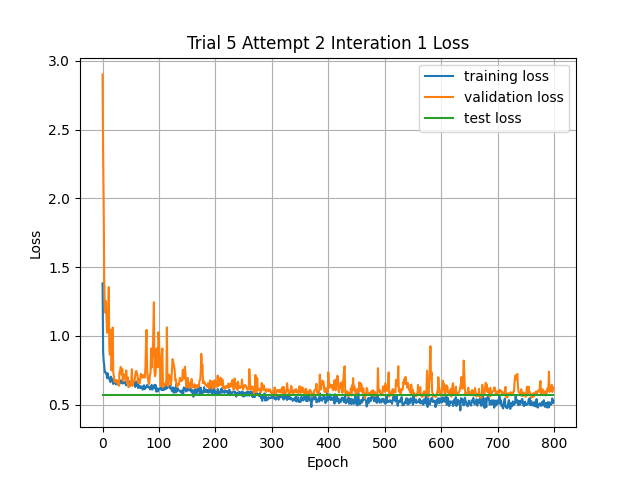 Trial 5 Attempt 2 Interation 1 Loss
training loss
validation loss
test loss
3.0
2.5
2.0
1.5
1.0
0.5
Loss
0 100 200 300 400 500 600 700 800
Epoch